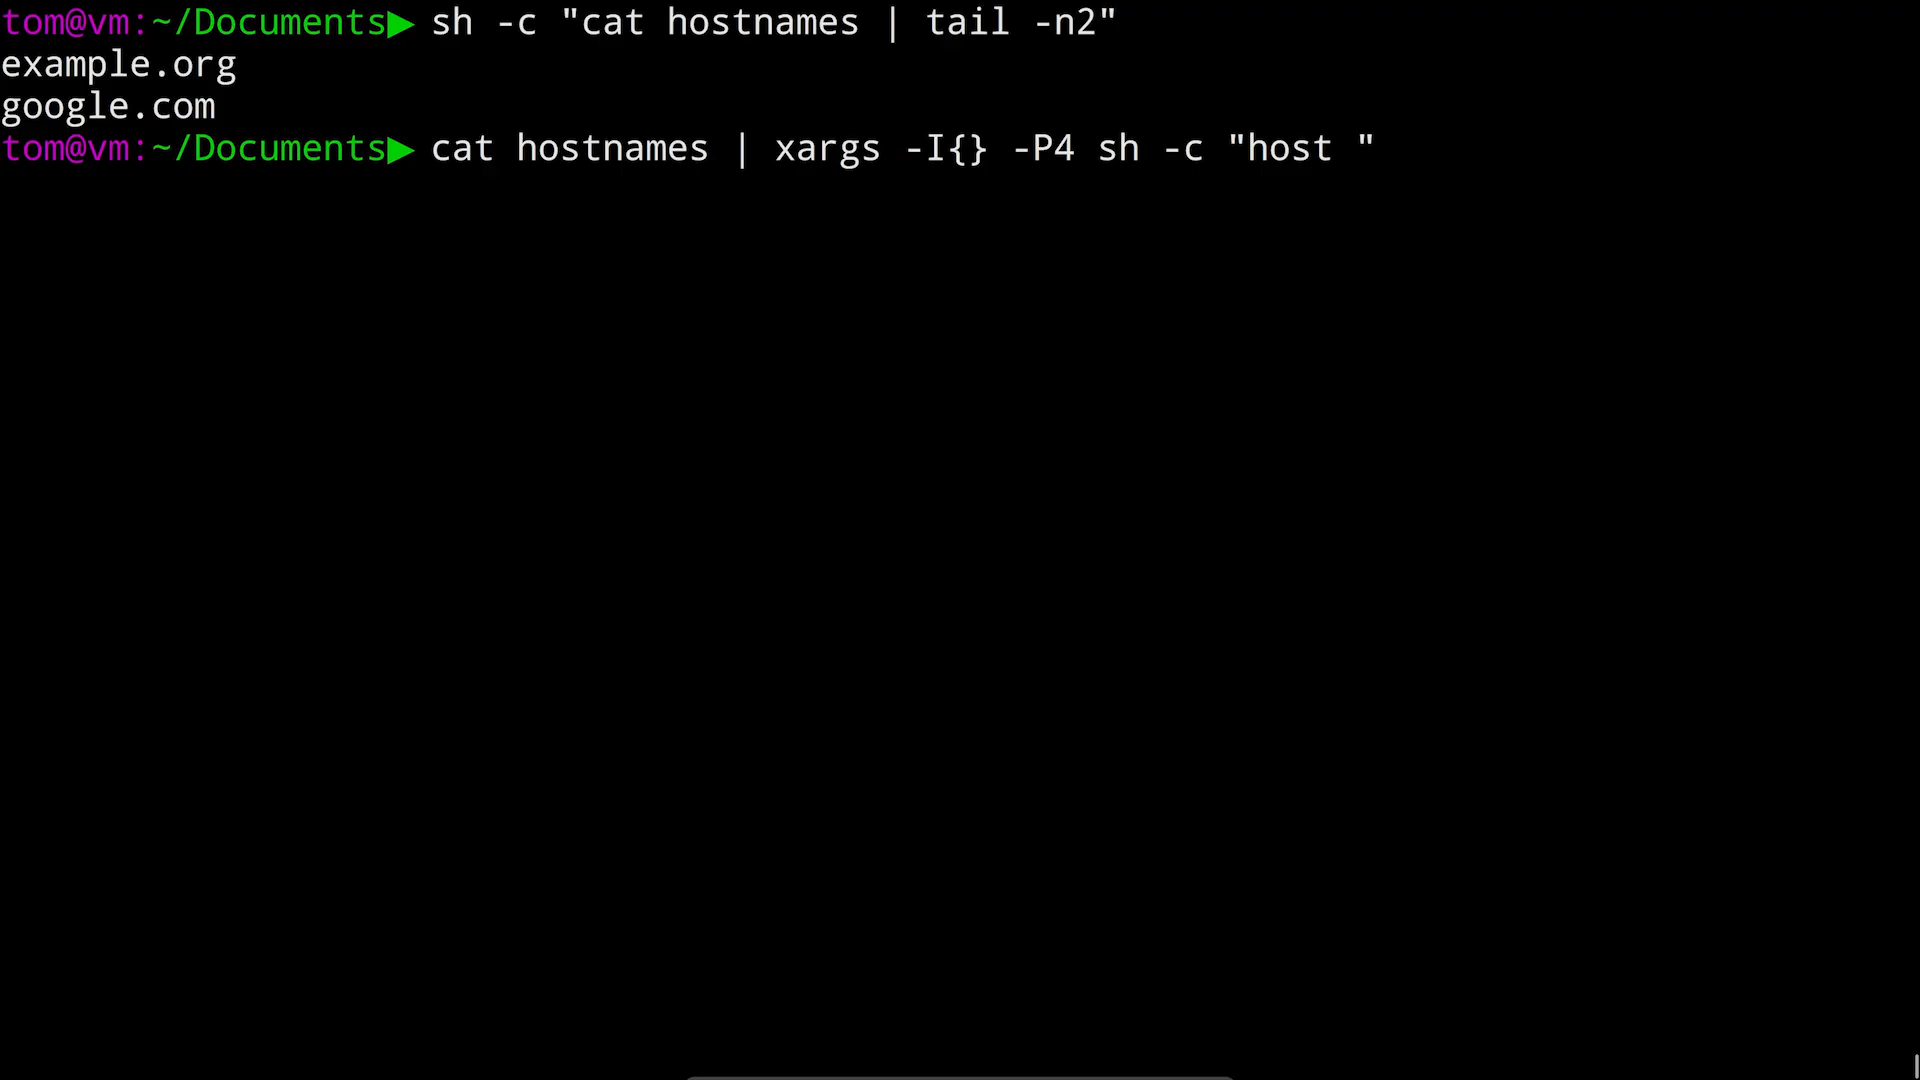 tom@vm:~/Documents▶ sh -c "cat hostnames | tail -n2"
example.org
google.com
tom@vm:~/Documents▶ cat hostnames | xargs -I{} -P4 sh -c "host "